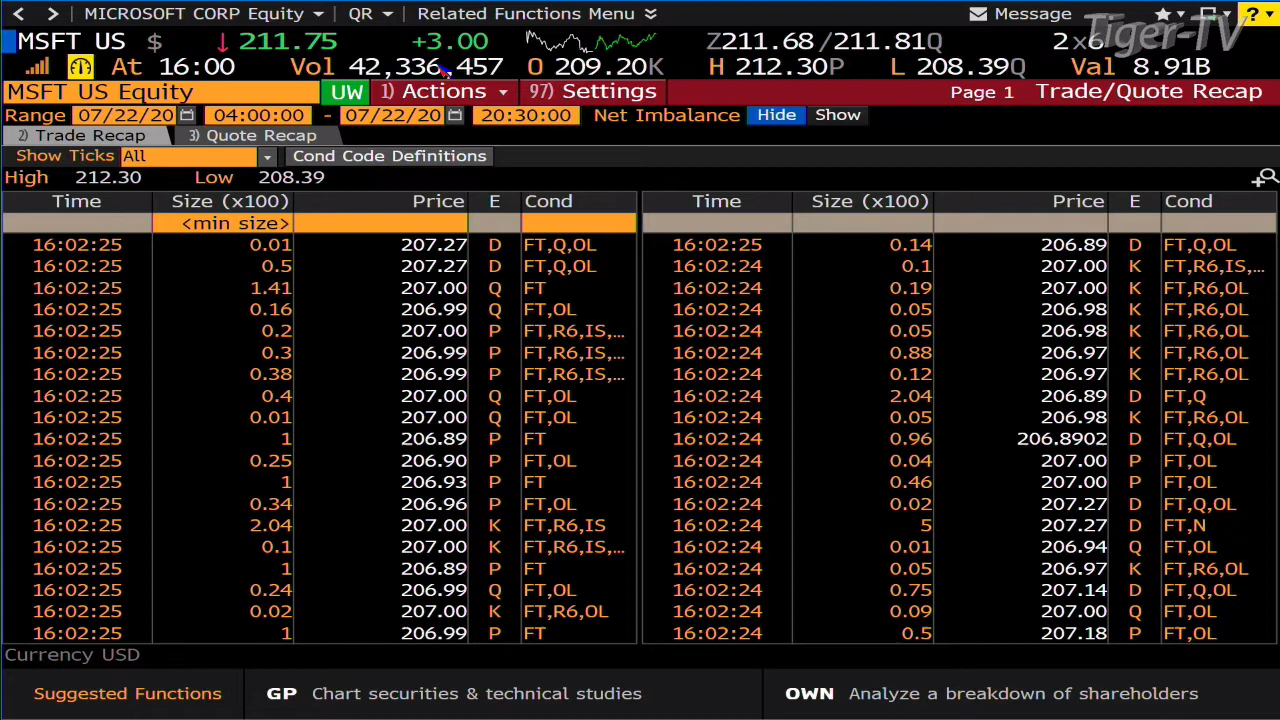 MICROSOFT CORP Equity QR Related Functions Menu Message ?
MSFT US $ ↓ 211.75 +3.00 Z211.68/211.81Q 2 x6 Tiger-TV
At 16:00 Vol 42,336,457 O 209.20K H 212.30P L 208.39Q Val 8.91B
MSFT US Equity UW 1) Actions 97) Settings Page 1 Trade/Quote Recap
Range 07/22/20 04:00:00 - 07/22/20 20:30:00 Net Imbalance Hide Show
2) Trade Recap 3) Quote Recap
Show Ticks All Cond Code Definitions
High 212.30 Low 208.39
Time Size (x100) Price E Cond Time Size (x100) Price E Cond
<min size>
16:02:25 0.01 207.27 D FT,Q,OL 16:02:25 0.14 206.89 D FT,Q,OL
16:02:25 0.5 207.27 D FT,Q,OL 16:02:24 0.1 207.00 K FT,R6,IS,...
16:02:25 1.41 207.00 Q FT 16:02:24 0.19 207.00 K FT,R6,OL
16:02:25 0.16 206.99 Q FT,OL 16:02:24 0.05 206.98 K FT,R6,OL
16:02:25 0.2 207.00 P FT,R6,IS,... 16:02:24 0.05 206.98 K FT,R6,OL
16:02:25 0.3 206.99 P FT,R6,IS,... 16:02:24 0.88 206.97 K FT,R6,OL
16:02:25 0.38 206.99 P FT,R6,IS,... 16:02:24 0.12 206.97 K FT,R6,OL
16:02:25 0.4 207.00 Q FT,OL 16:02:24 2.04 206.89 D FT,Q
16:02:25 0.01 207.00 Q FT,OL 16:02:24 0.05 206.98 K FT,R6,OL
16:02:25 1 206.89 P FT 16:02:24 0.96 206.8902 D FT,Q,OL
16:02:25 0.25 206.90 P FT,OL 16:02:24 0.04 207.00 P FT,OL
16:02:25 1 206.93 P FT 16:02:24 0.46 207.00 P FT,OL
16:02:25 0.34 206.96 P FT,OL 16:02:24 0.02 207.27 D FT,Q,OL
16:02:25 2.04 207.00 K FT,R6,IS 16:02:24 5 207.27 D FT,N
16:02:25 0.1 207.00 K FT,R6,IS,... 16:02:24 0.01 206.94 Q FT,OL
16:02:25 1 206.89 P FT 16:02:24 0.05 206.97 K FT,R6,OL
16:02:25 0.24 206.99 Q FT,OL 16:02:24 0.75 207.14 D FT,Q,OL
16:02:25 0.02 207.00 K FT,R6,OL 16:02:24 0.09 207.00 Q FT,OL
16:02:25 1 206.99 P FT 16:02:24 0.5 207.18 P FT,OL
Currency USD
Suggested Functions GP Chart securities & technical studies OWN Analyze a breakdown of shareholders